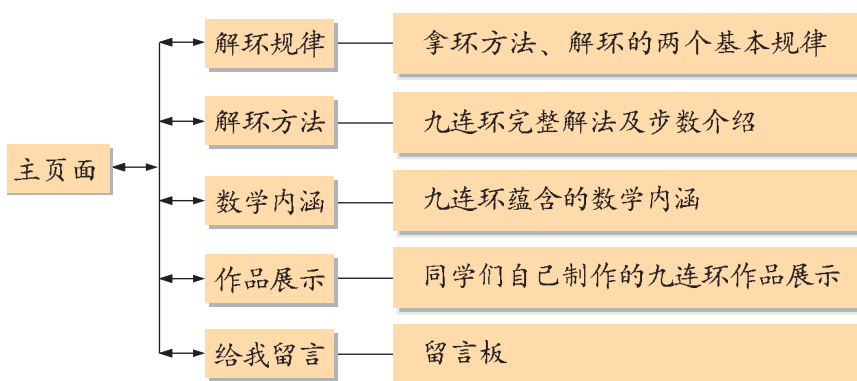 主页面
解环规律
拿环方法、解环的两个基本规律
解环方法
九连环完整解法及步数介绍
数学内涵
九连环蕴含的数学内涵
作品展示
同学们自己制作的九连环作品展示
给我留言
留言板